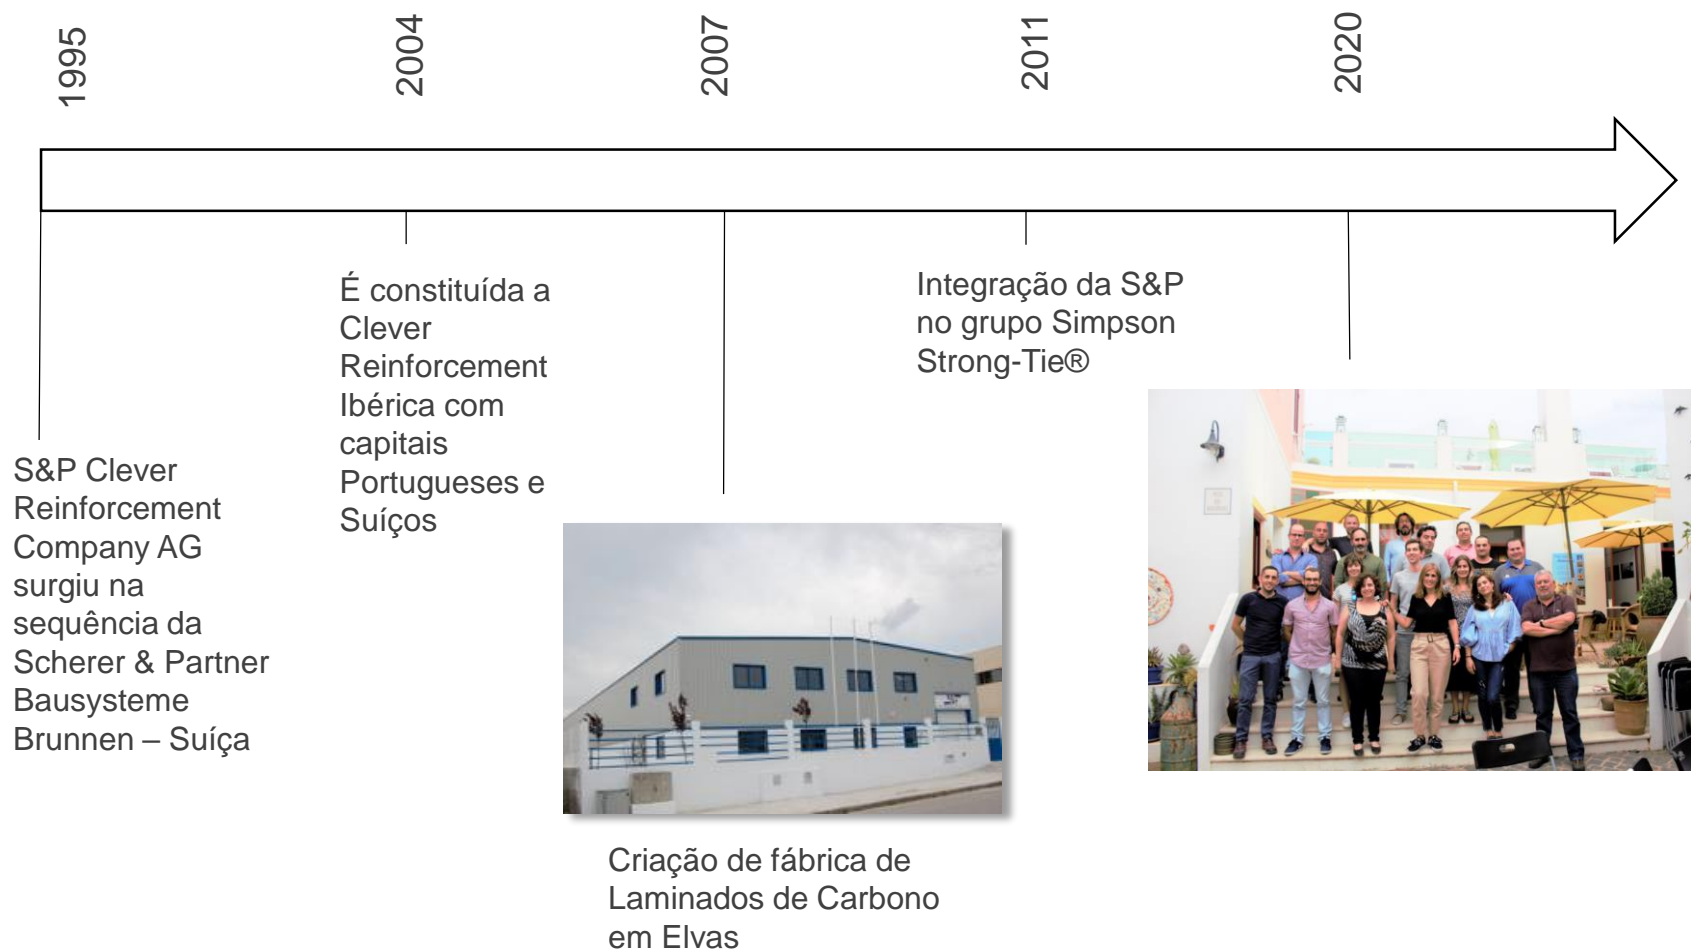 1995
2004
2007
2011
2020
S&P Clever
Reinforcement
Company AG
surgiu na
sequência da
Scherer & Partner
Bausysteme
Brunnen – Suíça
É constituída a
Clever
Reinforcement
Ibérica com
capitais
Portugueses e
Suíços
Criação de fábrica de
Laminados de Carbono
em Elvas
Integração da S&P
no grupo Simpson
Strong-Tie®